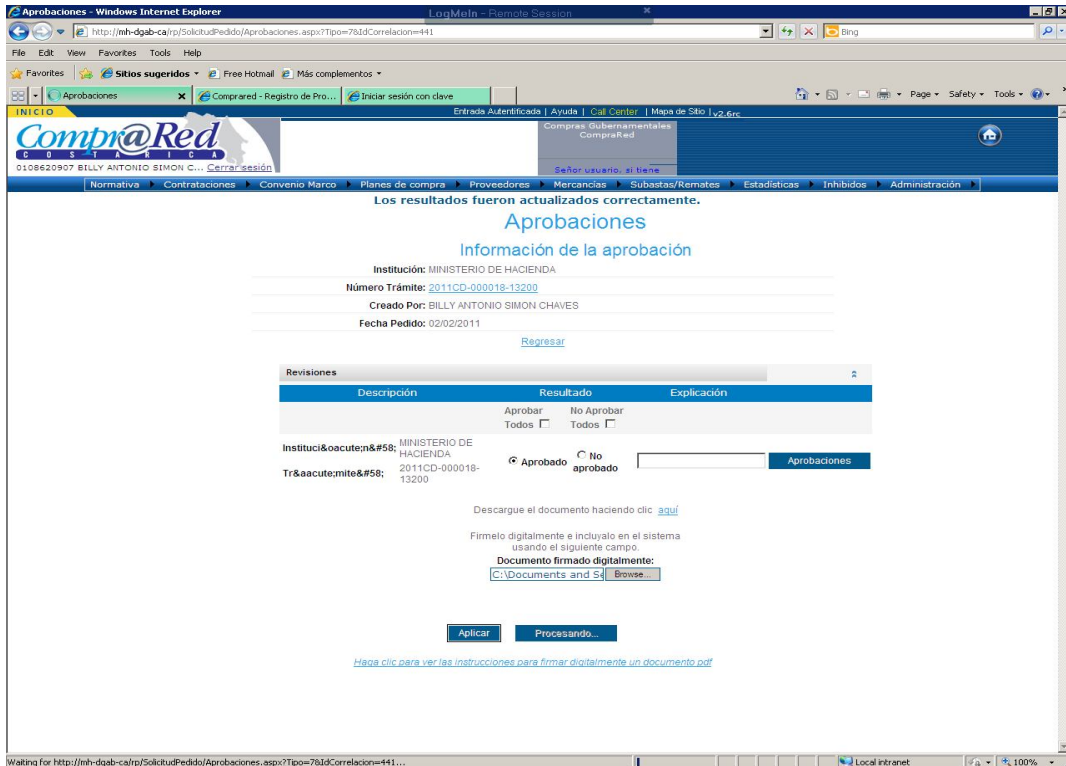 Aprobaciones - Windows Internet Explorer
LogMeIn - Remote Session
http://mh-dgab-ca/rp/SolicitudPedido/Aprobaciones.aspx?Tipo=7&IdCorrelacion=441
Bing
File Edit View Favorites Tools Help
Favorites Sitios sugeridos Free Hotmail Más complementos
Aprobaciones Comprared - Registro de Pro... Iniciar sesión con clave Page Safety Tools
INICIO Entrada Autentificada | Ayuda | Call Center | Mapa de Sitio | v2.6rc
Compr@Red
COSTA RICA
Compras Gubernamentales
CompraRed
0108620907 BILLY ANTONIO SIMON C... Cerrar sesión
Señor usuario, si tiene
Normativa Contrataciones Convenio Marco Planes de compra Proveedores Mercancías Subastas/Remates Estadísticas Inhibidos Administración
Los resultados fueron actualizados correctamente.
Aprobaciones
Información de la aprobación
Institución: MINISTERIO DE HACIENDA
Número Trámite: 2011CD-000018-13200
Creado Por: BILLY ANTONIO SIMON CHAVES
Fecha Pedido: 02/02/2011
Regresar
Revisiones
Descripción Resultado Explicación
Aprobar Todos No Aprobar Todos
Instituci&oacute;n&#58; MINISTERIO DE HACIENDA
Tr&aacute;mite&#58; 2011CD-000018-13200
Aprobado No aprobado Aprobaciones
Descargue el documento haciendo clic aquí
Firmelo digitalmente e incluyalo en el sistema
usando el siguiente campo.
Documento firmado digitalmente:
C:\Documents and Se Browse...
Aplicar Procesando...
Haga clic para ver las instrucciones para firmar digitalmente un documento pdf
Waiting for http://mh-dgab-ca/rp/SolicitudPedido/Aprobaciones.aspx?Tipo=7&IdCorrelacion=441... Local intranet 100%